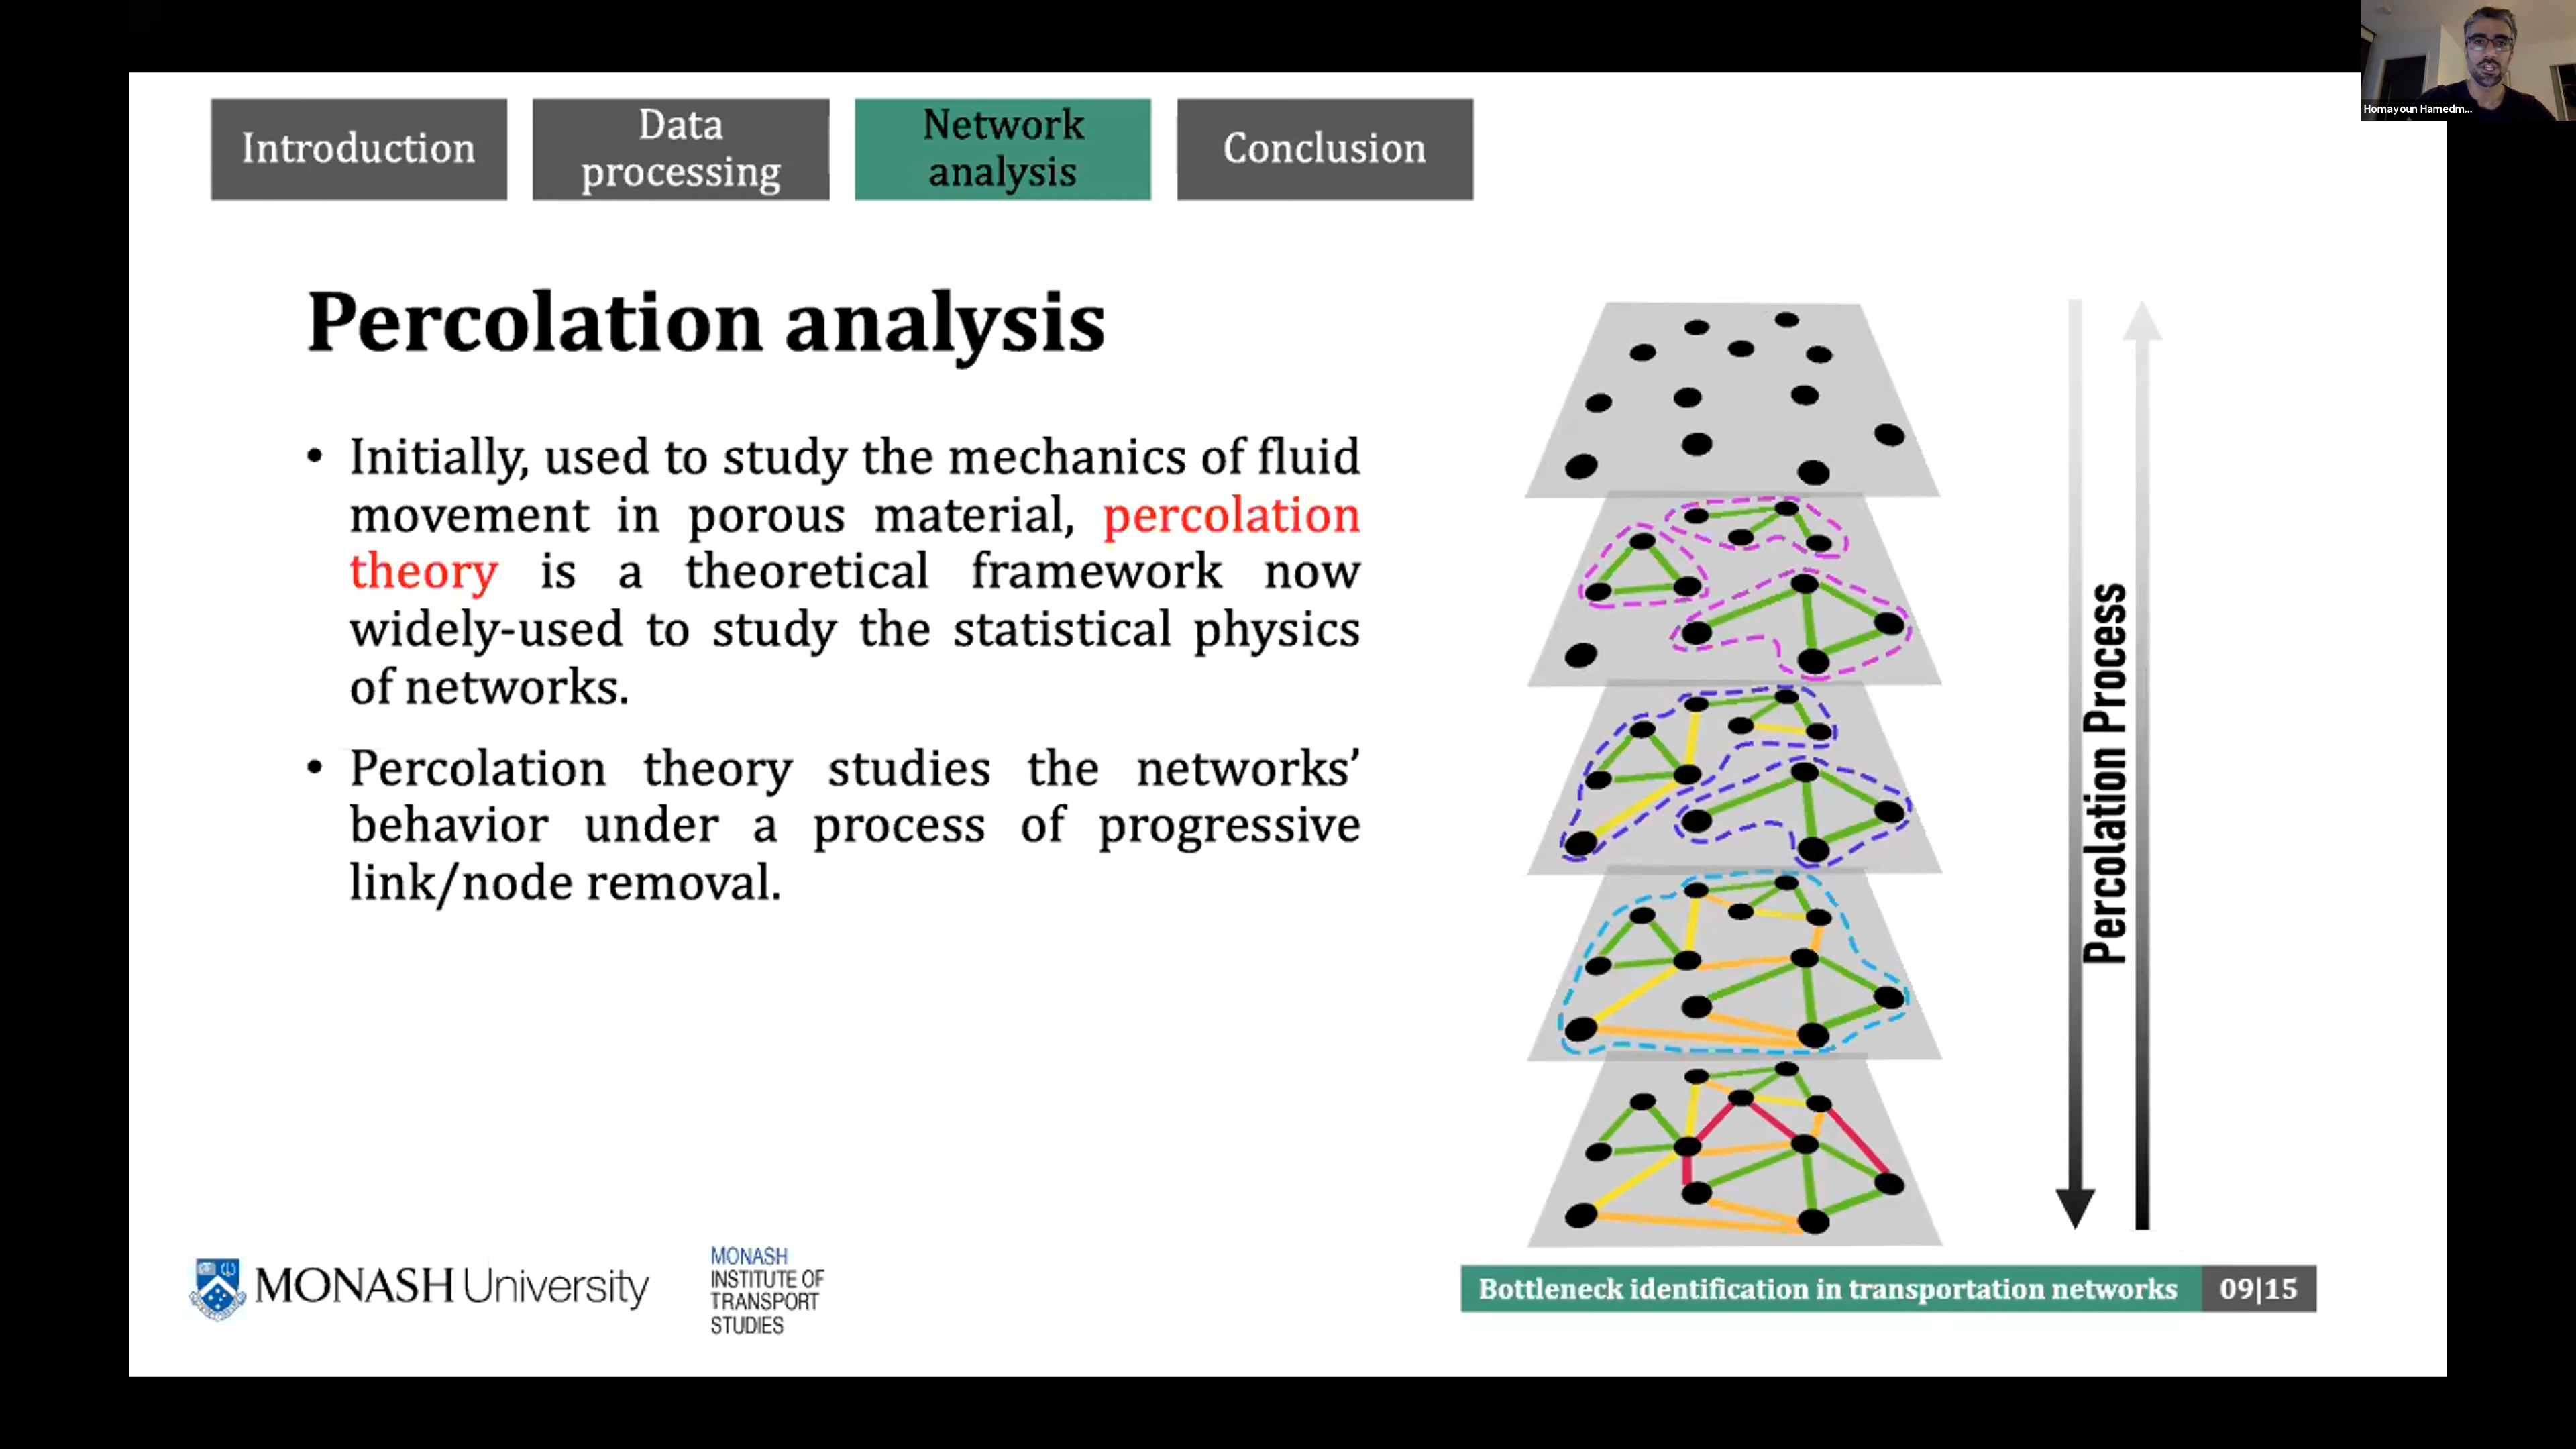 Homayoun Hamedm...
Introduction
Data
processing
Network
analysis
Conclusion
Percolation analysis
• Initially, used to study the mechanics of fluid
movement in porous material, percolation
theory is a theoretical framework now
widely-used to study the statistical physics
of networks.
• Percolation theory studies the networks’
behavior under a process of progressive
link/node removal.
Percolation Process
MONASH University
MONASH
INSTITUTE OF
TRANSPORT
STUDIES
Bottleneck identification in transportation networks
09|15